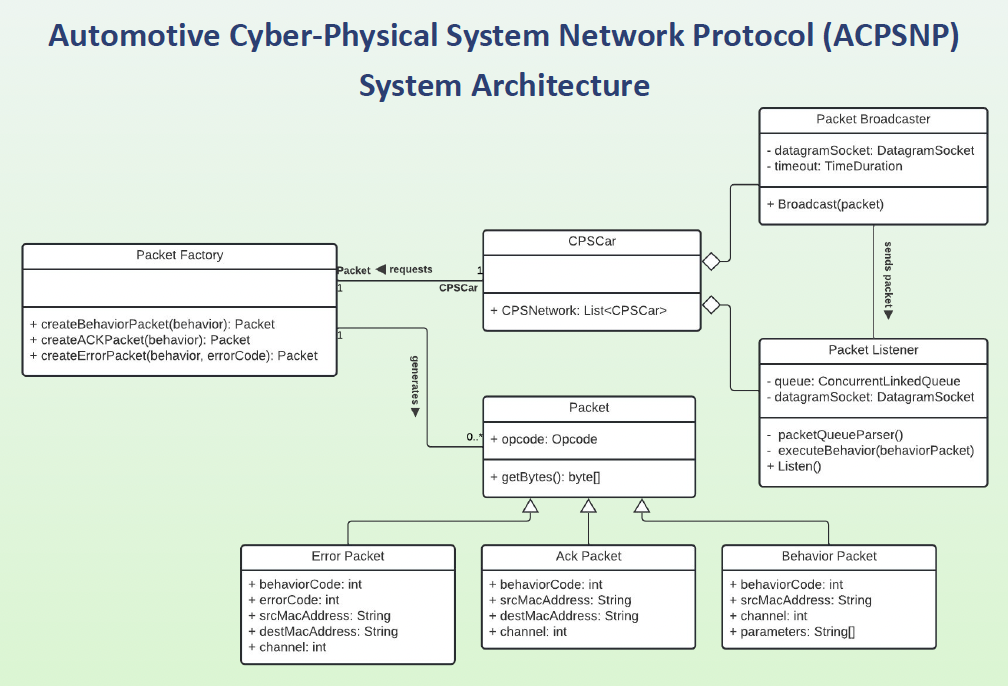 Automotive Cyber-Physical System Network Protocol (ACPSNP)
System Architecture
Packet Broadcaster
- datagramSocket: DatagramSocket
- timeout: TimeDuration
+ Broadcast(packet)
sends packet
Packet Factory
+ createBehaviorPacket(behavior): Packet
+ createACKPacket(behavior): Packet
+ createErrorPacket(behavior, errorCode): Packet
Packet ◀ requests 1
1 CPSCar
CPSCar
+ CPSNetwork: List<CPSCar>
1
generates
0..*
Packet Listener
- queue: ConcurrentLinkedQueue
- datagramSocket: DatagramSocket
- packetQueueParser()
- executeBehavior(behaviorPacket)
+ Listen()
Packet
+ opcode: Opcode
+ getBytes(): byte[]
Error Packet
+ behaviorCode: int
+ errorCode: int
+ srcMacAddress: String
+ destMacAddress: String
+ channel: int
Ack Packet
+ behaviorCode: int
+ srcMacAddress: String
+ destMacAddress: String
+ channel: int
Behavior Packet
+ behaviorCode: int
+ srcMacAddress: String
+ channel: int
+ parameters: String[]